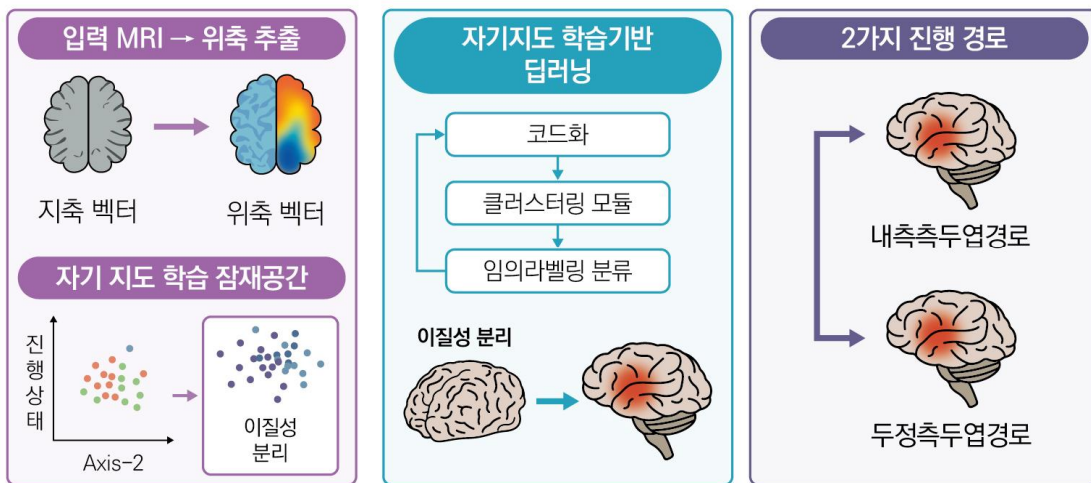 입력 MRI → 위축 추출
지축 벡터
위축 벡터
자기 지도 학습 잠재공간
진행상태
Axis-2
이질성
분리
자기지도 학습기반
딥러닝
코드화
클러스터링 모듈
임의라벨링 분류
이질성 분리
2가지 진행 경로
내측측두엽경로
두정측두엽경로